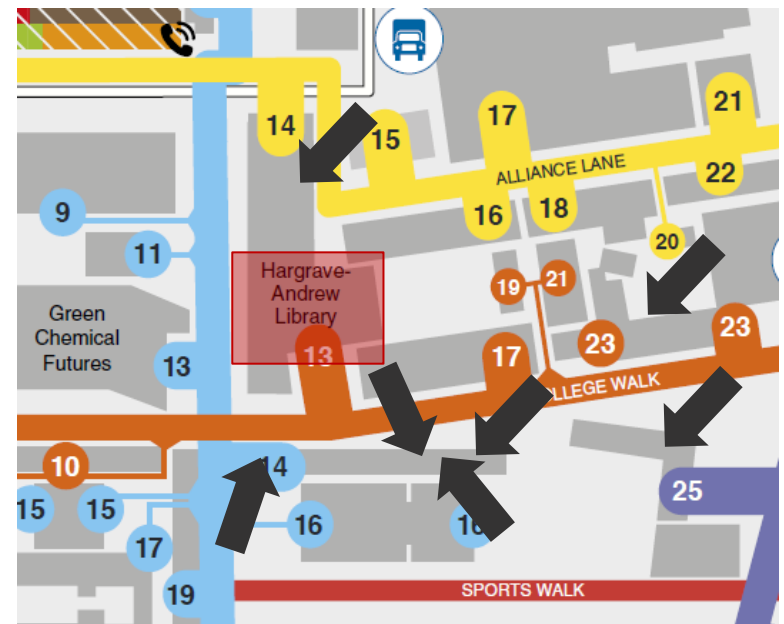 14
15
17
21
ALLIANCE LANE
22
16
18
20
9
11
Hargrave-
Andrew
Library
19
21
Green
Chemical
Futures
13
13
17
23
23
LLEGE WALK
10
14
25
15
15
16
16
17
19
SPORTS WALK